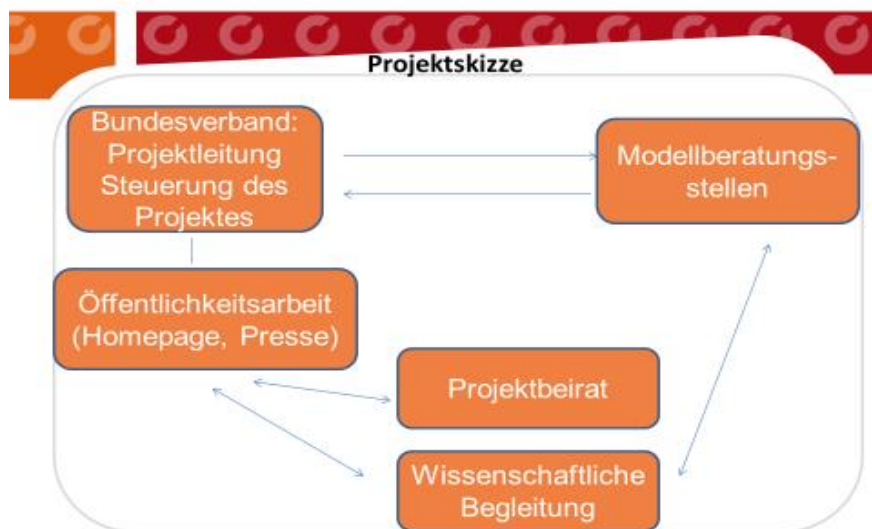 Projektskizze
Bundesverband:
Projektleitung
Steuerung des
Projektes
Modellberatungs-
stellen
Öffentlichkeitsarbeit
(Homepage, Presse)
Projektbeirat
Wissenschaftliche
Begleitung